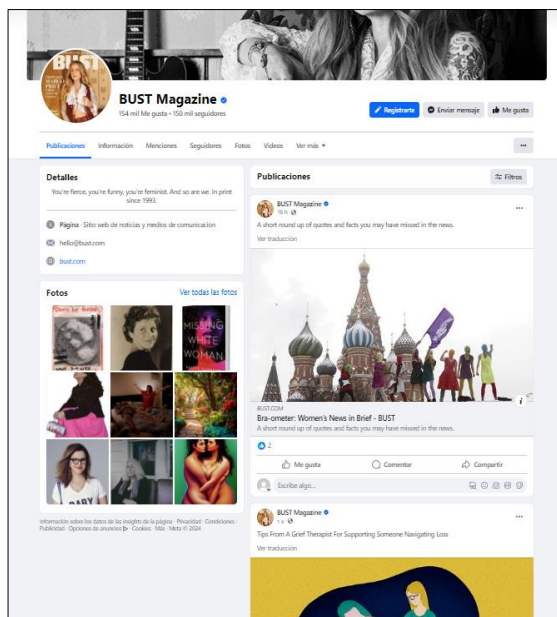 BUST
BUST Magazine
154 mil Me gusta • 150 mil seguidores
Registrarte
Enviar mensaje
Me gusta
Publicaciones
Información
Menciones
Seguidores
Fotos
Videos
Ver más
Detalles
You're fierce, you're funny, you're feminist. And so are we. In print
since 1993.
Página · Sitio web de noticias y medios de comunicación
hello@bust.com
bust.com
Fotos
Ver todas las fotos
MISSING
WHITE
WOMAN
BABY
Información sobre los datos de las insights de la página · Privacidad · Condiciones ·
Publicidad · Opciones de anuncios · Cookies · Más · Meta © 2024
Publicaciones
Filtros
BUST Magazine
16 h
A short round up of quotes and facts you may have missed in the news.
Ver traducción
BUST.COM
Bra-ometer: Women's News in Brief - BUST
A short round up of quotes and facts you may have missed in the news.
2
Me gusta
Comentar
Compartir
Escribe algo...
BUST Magazine
1 d
Tips From A Grief Therapist For Supporting Someone Navigating Loss
Ver traducción